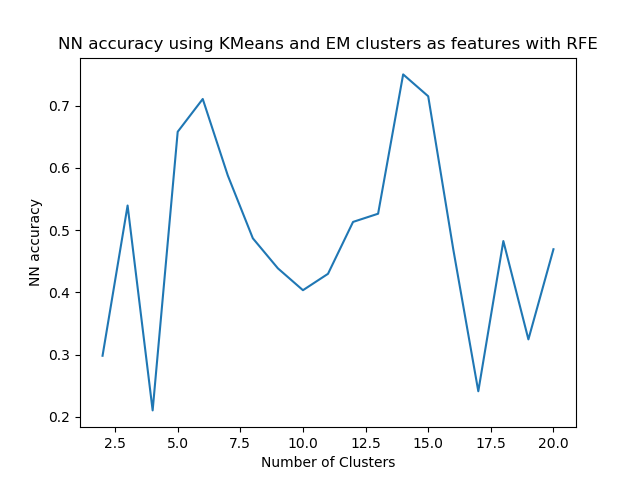 NN accuracy using KMeans and EM clusters as features with RFE
0.7
0.6
0.5
0.4
0.3
0.2
NN accuracy
2.5 5.0 7.5 10.0 12.5 15.0 17.5 20.0
Number of Clusters